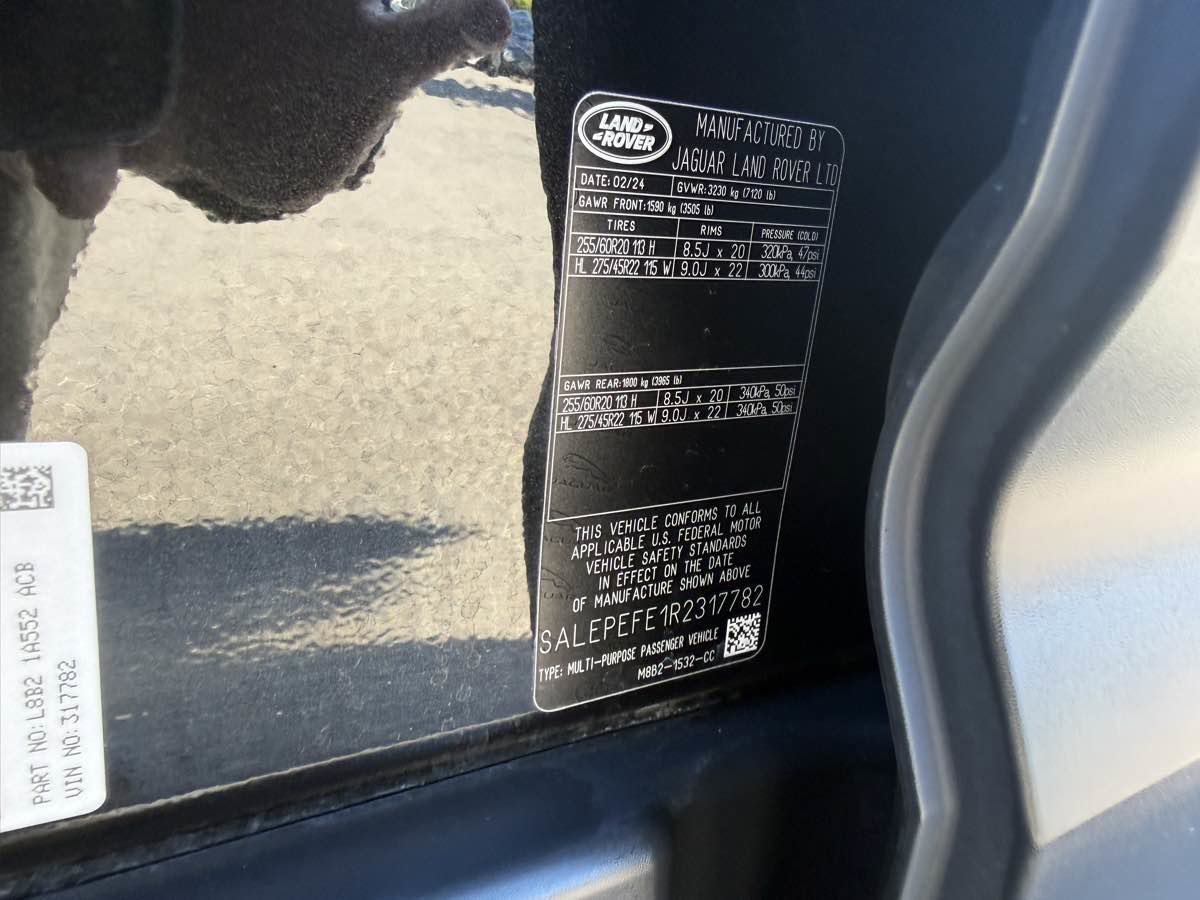 LAND
ROVER
MANUFACTURED BY
JAGUAR LAND ROVER LTD
DATE: 02/24 GVWR: 3230 kg (7120 lb)
GAWR FRONT: 1590 kg (3505 lb)
TIRES RIMS PRESSURE (COLD)
255/60R20 113 H 8.5J x 20 320kPa, 47psi
HL 275/45R22 115 W 9.0J x 22 300kPa, 44psi
GAWR REAR: 1800 kg (3965 lb)
255/60R20 113 H 8.5J x 20 340kPa, 50psi
HL 275/45R22 115 W 9.0J x 22 340kPa, 50psi
JAGUAR
THIS VEHICLE CONFORMS TO ALL
APPLICABLE U.S. FEDERAL MOTOR
VEHICLE SAFETY STANDARDS
IN EFFECT ON THE DATE
OF MANUFACTURE SHOWN ABOVE
SALEPEFE1R2317782
TYPE: MULTI-PURPOSE PASSENGER VEHICLE
M8B2-1532-CC
PART NO: L8B2 1A552 ACB
VIN NO: 317782